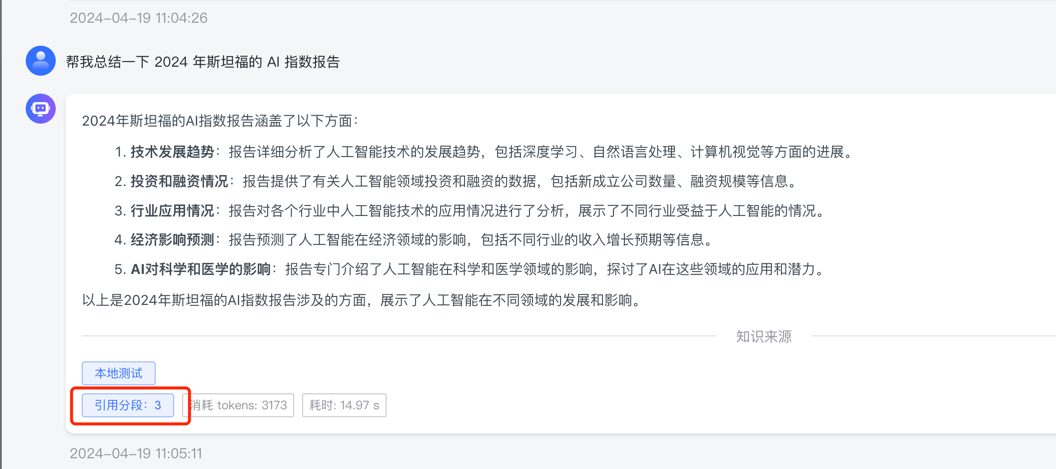 2024-04-19 11:04:26
帮我总结一下 2024 年斯坦福的 AI 指数报告
2024年斯坦福的AI指数报告涵盖了以下方面：
1. 技术发展趋势：报告详细分析了人工智能技术的发展趋势，包括深度学习、自然语言处理、计算机视觉等方面的进展。
2. 投资和融资情况：报告提供了有关人工智能领域投资和融资的数据，包括新成立公司数量、融资规模等信息。
3. 行业应用情况：报告对各个行业中人工智能技术的应用情况进行了分析，展示了不同行业受益于人工智能的情况。
4. 经济影响预测：报告预测了人工智能在经济领域的影响，包括不同行业的收入增长预期等信息。
5. AI对科学和医学的影响：报告专门介绍了人工智能在科学和医学领域的影响，探讨了AI在这些领域的应用和潜力。
以上是2024年斯坦福的AI指数报告涉及的方面，展示了人工智能在不同领域的发展和影响。
知识来源
本地测试
引用分段：3 消耗 tokens: 3173 耗时: 14.97 s
2024-04-19 11:05:11